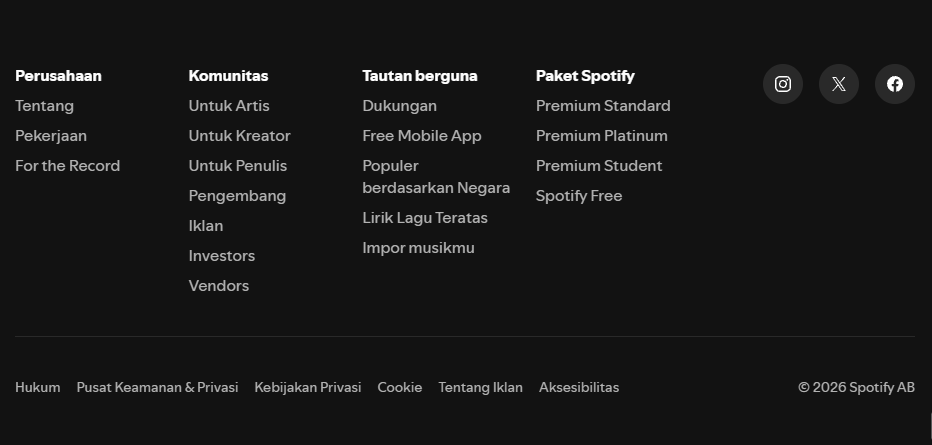 Perusahaan
Tentang
Pekerjaan
For the Record
Komunitas
Untuk Artis
Untuk Kreator
Untuk Penulis
Pengembang
Iklan
Investors
Vendors
Tautan berguna
Dukungan
Free Mobile App
Populer
berdasarkan Negara
Lirik Lagu Teratas
Impor musikmu
Paket Spotify
Premium Standard
Premium Platinum
Premium Student
Spotify Free
Hukum Pusat Keamanan & Privasi Kebijakan Privasi Cookie Tentang Iklan Aksesibilitas © 2026 Spotify AB